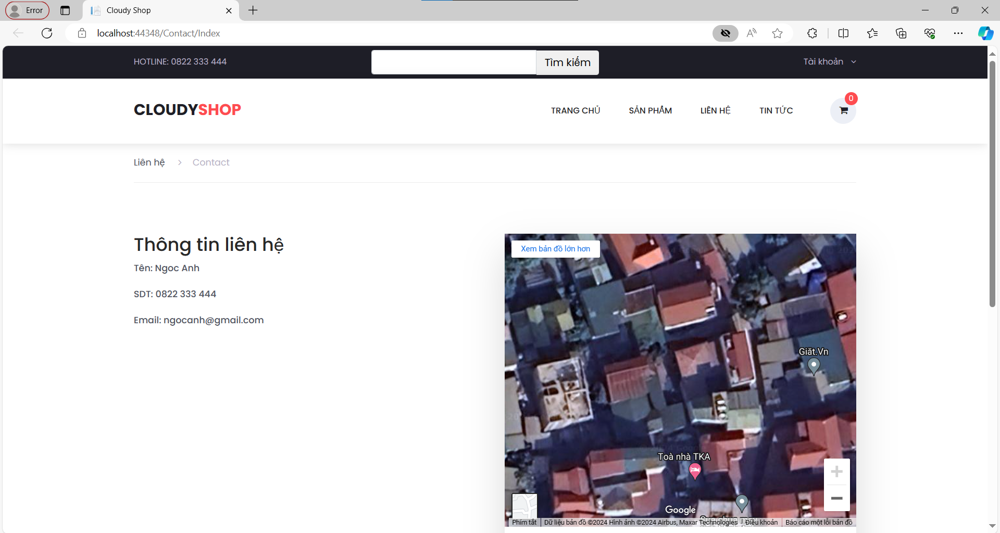 Error
Cloudy Shop
localhost:44348/Contact/Index
HOTLINE: 0822 333 444
Tìm kiếm
Tài khoản
CLOUDYSHOP
TRANG CHỦ
SẢN PHẨM
LIÊN HỆ
TIN TỨC
0
Liên hệ > Contact
Thông tin liên hệ
Tên: Ngoc Anh
SDT: 0822 333 444
Email: ngocanh@gmail.com
Xem bản đồ lớn hơn
Giăt.Vn
Toà nhà TKA
Google
Phím tắt
Dữ liệu bản đồ ©2024 Hình ảnh ©2024 Airbus, Maxar Technologies
Điều khoản
Báo cáo một lỗi bản đồ